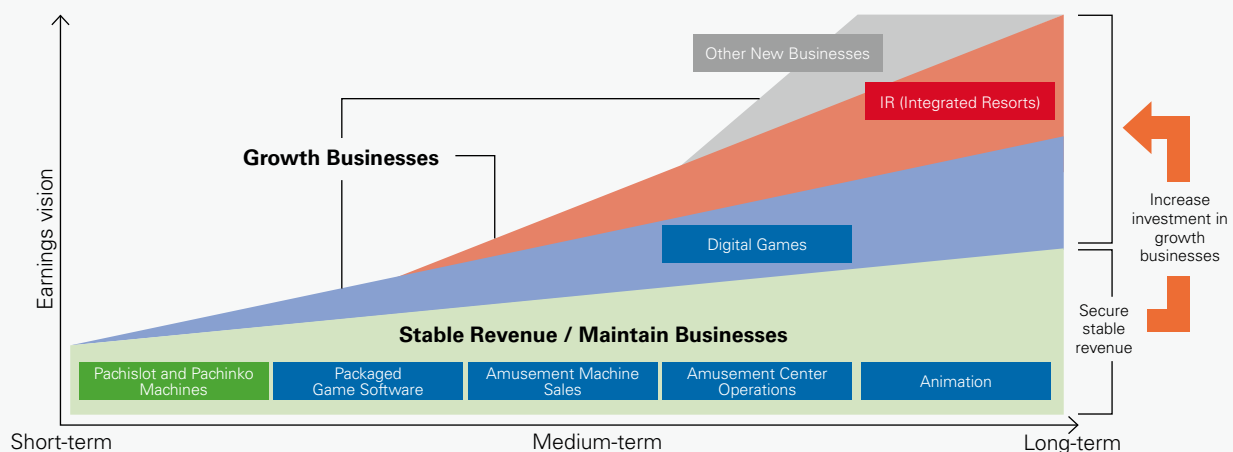 Other New Businesses
IR (Integrated Resorts)
Growth Businesses
Earnings vision
Increase
investment in
growth
businesses
Digital Games
Secure
stable
revenue
Stable Revenue / Maintain Businesses
Pachislot and Pachinko
Machines
Packaged
Game Software
Amusement Machine
Sales
Amusement Center
Operations
Animation
Short-term
Medium-term
Long-term